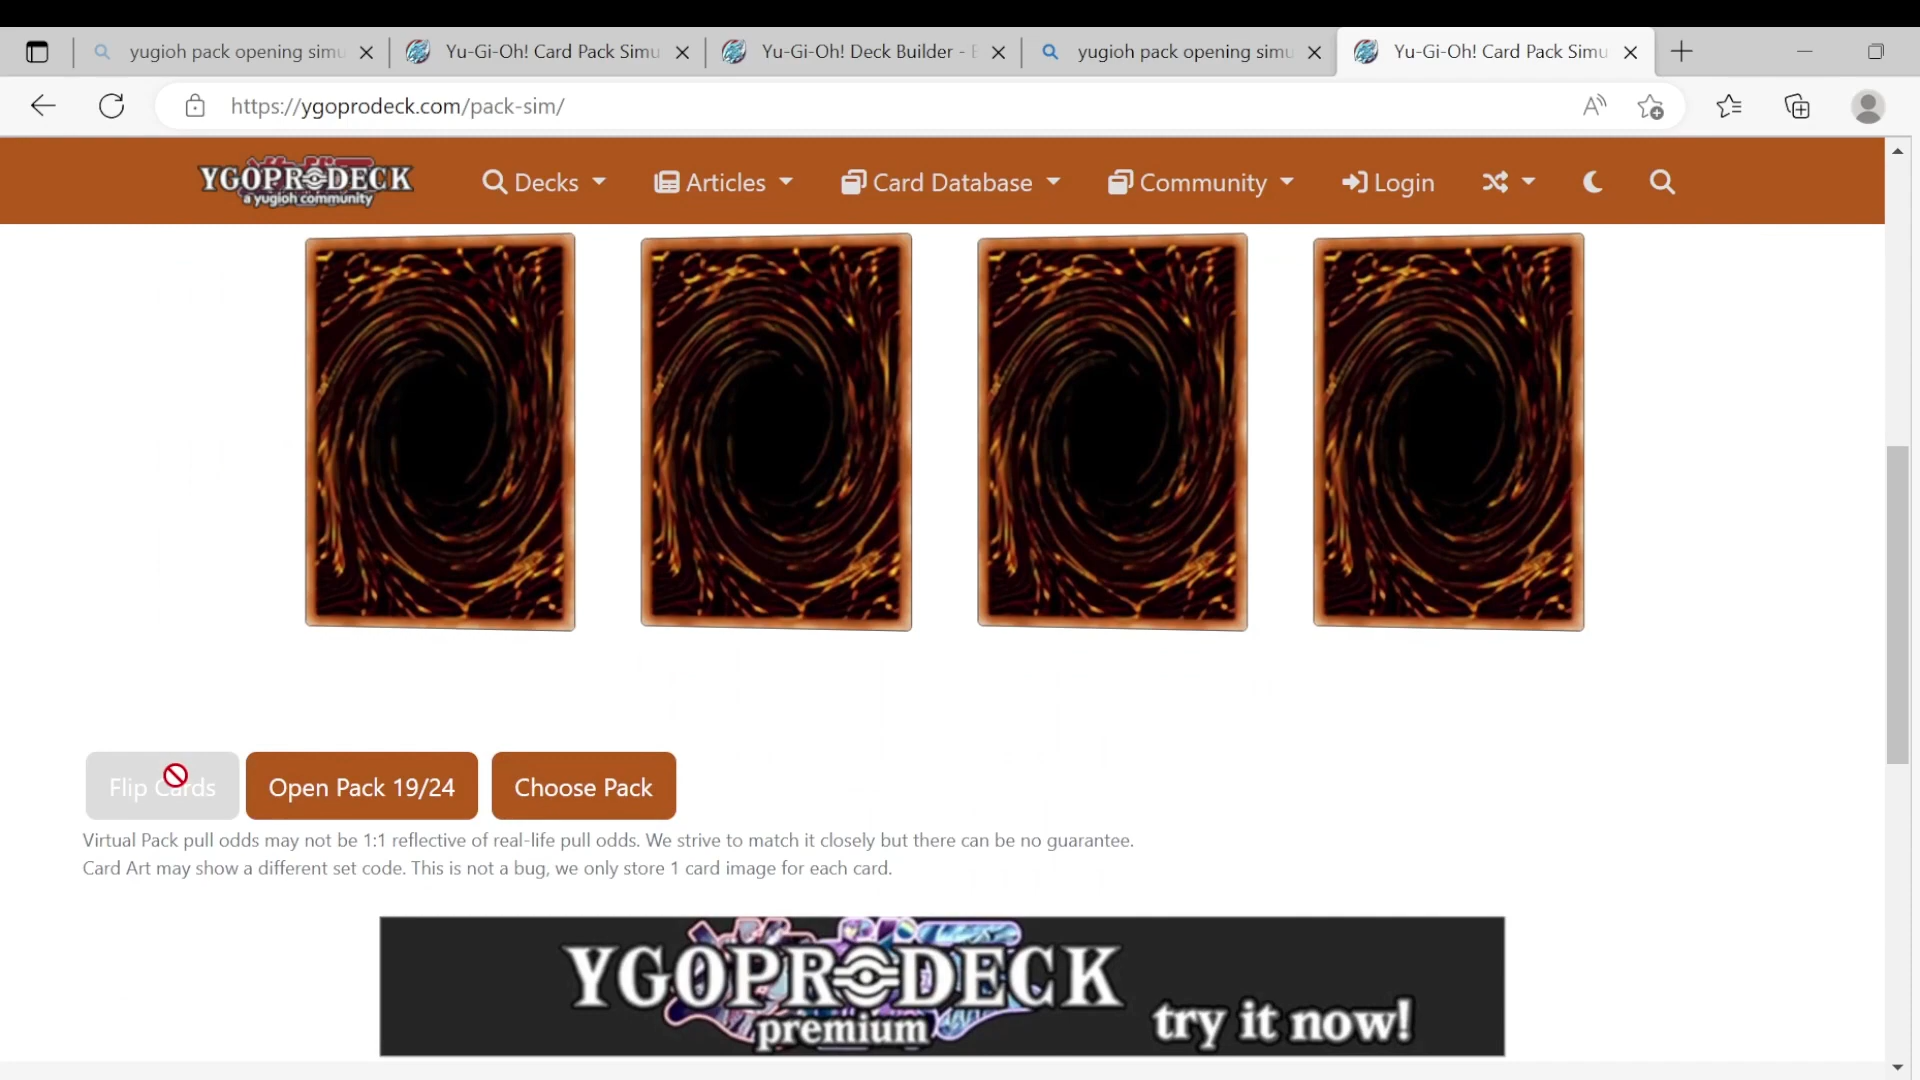 yugioh pack opening simu
Yu-Gi-Oh! Card Pack Simu
Yu-Gi-Oh! Deck Builder -
yugioh pack opening simu
Yu-Gi-Oh! Card Pack Simu
https://ygoprodeck.com/pack-sim/
YGOPRODECK
a yugioh community
Decks
Articles
Card Database
Community
Login
Flip Cards
Open Pack 19/24
Choose Pack
Virtual Pack pull odds may not be 1:1 reflective of real-life pull odds. We strive to match it closely but there can be no guarantee.
Card Art may show a different set code. This is not a bug, we only store 1 card image for each card.
YGOPRODECK
premium
try it now!